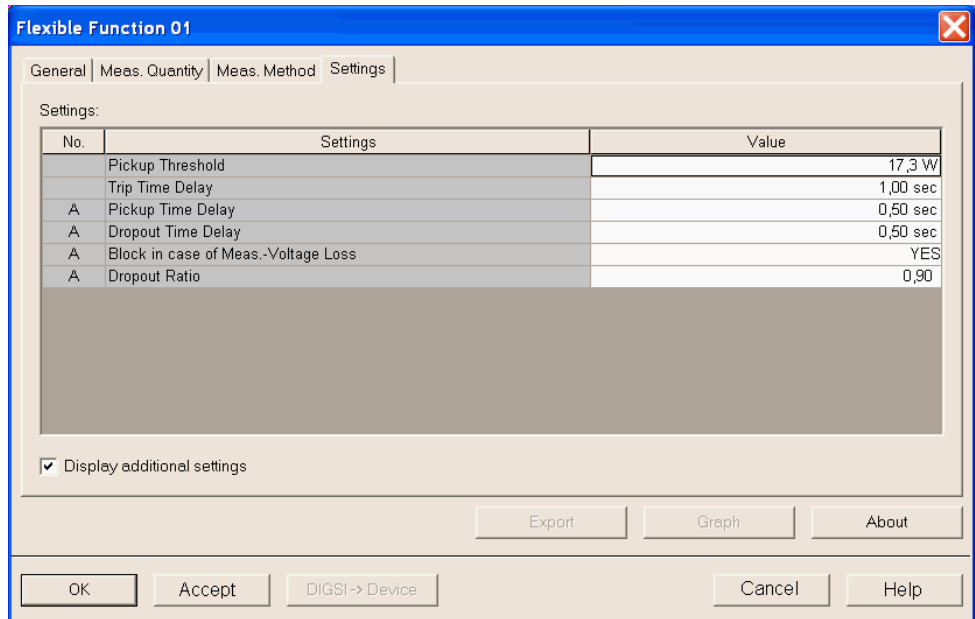 Flexible Function 01
General Meas. Quantity Meas. Method Settings
Settings:
No. Settings Value
Pickup Threshold 17,3 W
Trip Time Delay 1,00 sec
A Pickup Time Delay 0,50 sec
A Dropout Time Delay 0,50 sec
A Block in case of Meas.-Voltage Loss YES
A Dropout Ratio 0,90
Display additional settings
Export Graph About
OK Accept DIGSI -> Device Cancel Help